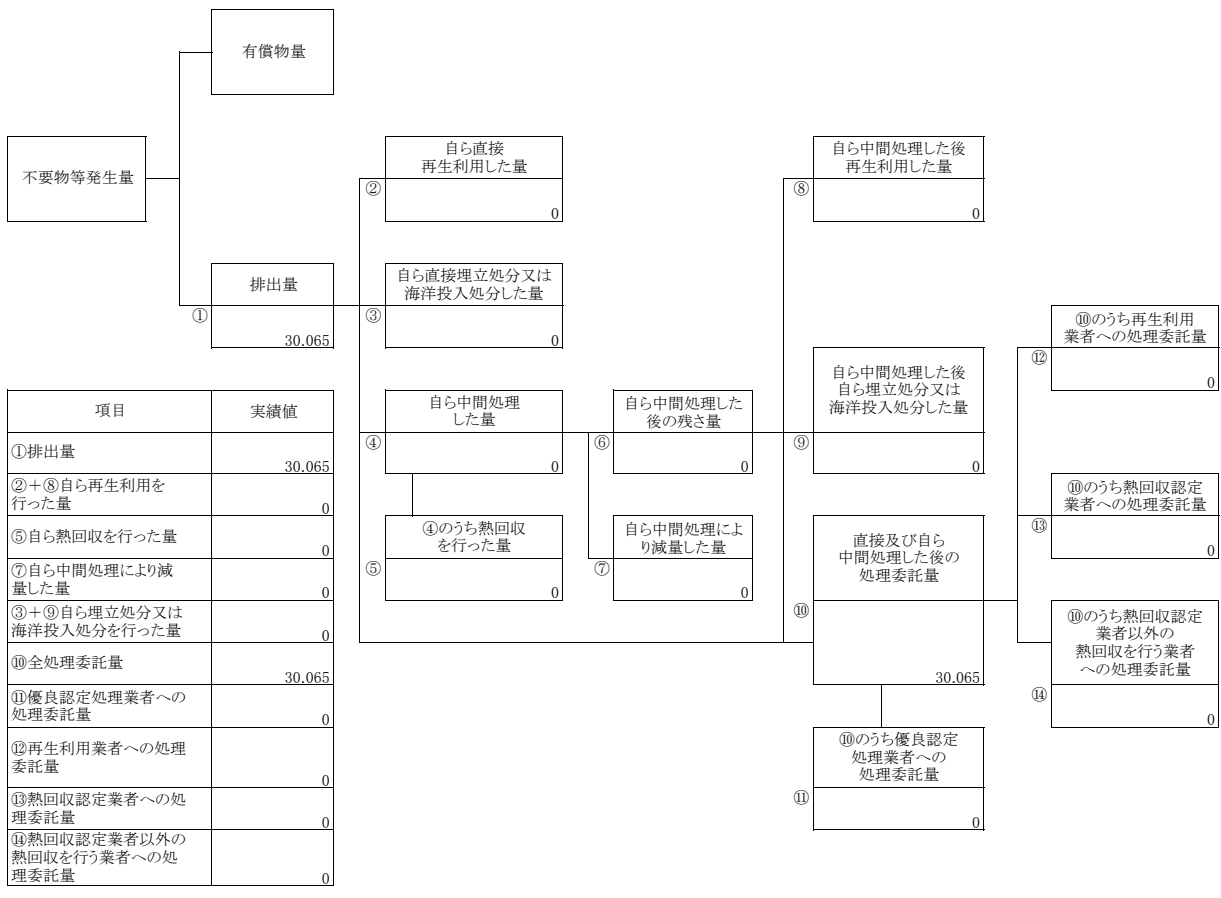 有償物量
不要物等発生量
排出量
①
30.065
自ら直接
再生利用した量
②
0
自ら直接埋立処分又は
海洋投入処分した量
③
0
自ら中間処理
した量
④
0
④のうち熱回収
を行った量
⑤
0
自ら中間処理した
後の残さ量
⑥
0
自ら中間処理によ
り減量した量
⑦
0
自ら中間処理した後
再生利用した量
⑧
0
自ら中間処理した後
自ら埋立処分又は
海洋投入処分した量
⑨
0
直接及び自ら
中間処理した後の
処理委託量
⑩
30.065
⑩のうち優良認定
処理業者への
処理委託量
⑪
0
⑩のうち再生利用
業者への処理委託量
⑫
0
⑩のうち熱回収認定
業者への処理委託量
⑬
0
⑩のうち熱回収認定
業者以外の
熱回収を行う業者
への処理委託量
⑭
0
項目 実績値
①排出量
30.065
②＋⑧自ら再生利用を
行った量
0
⑤自ら熱回収を行った量
0
⑦自ら中間処理により減
量した量
0
③＋⑨自ら埋立処分又は
海洋投入処分を行った量
0
⑩全処理委託量
30.065
⑪優良認定処理業者への
処理委託量
0
⑫再生利用業者への処理
委託量
0
⑬熱回収認定業者への処
理委託量
0
⑭熱回収認定業者以外の
熱回収を行う業者への処
理委託量
0